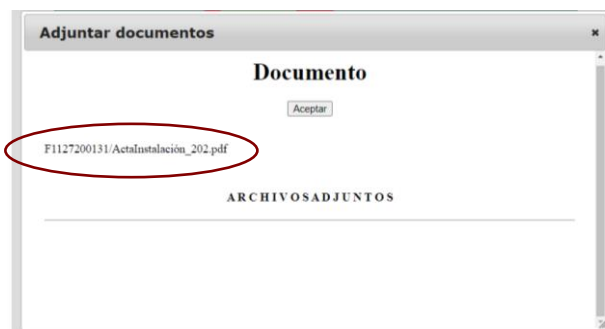 Adjuntar documentos
Documento
Aceptar
F1127200131/ActaInstalación_202.pdf
ARCHIVOSADJUNTOS